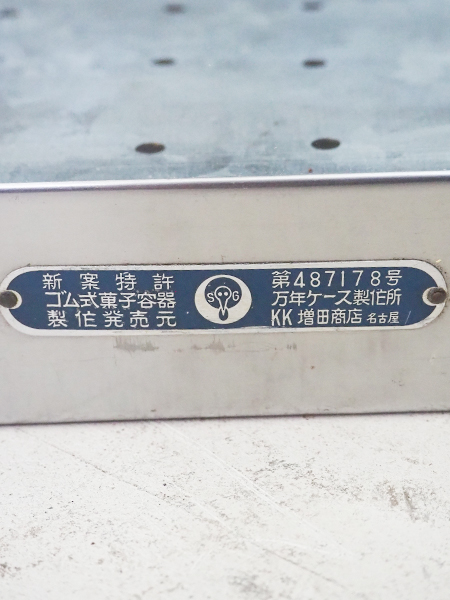 新案特許
ゴム式菓子容器
製作発売元
SG
第487178号
万年ケース製作所
KK 増田商店 名古屋